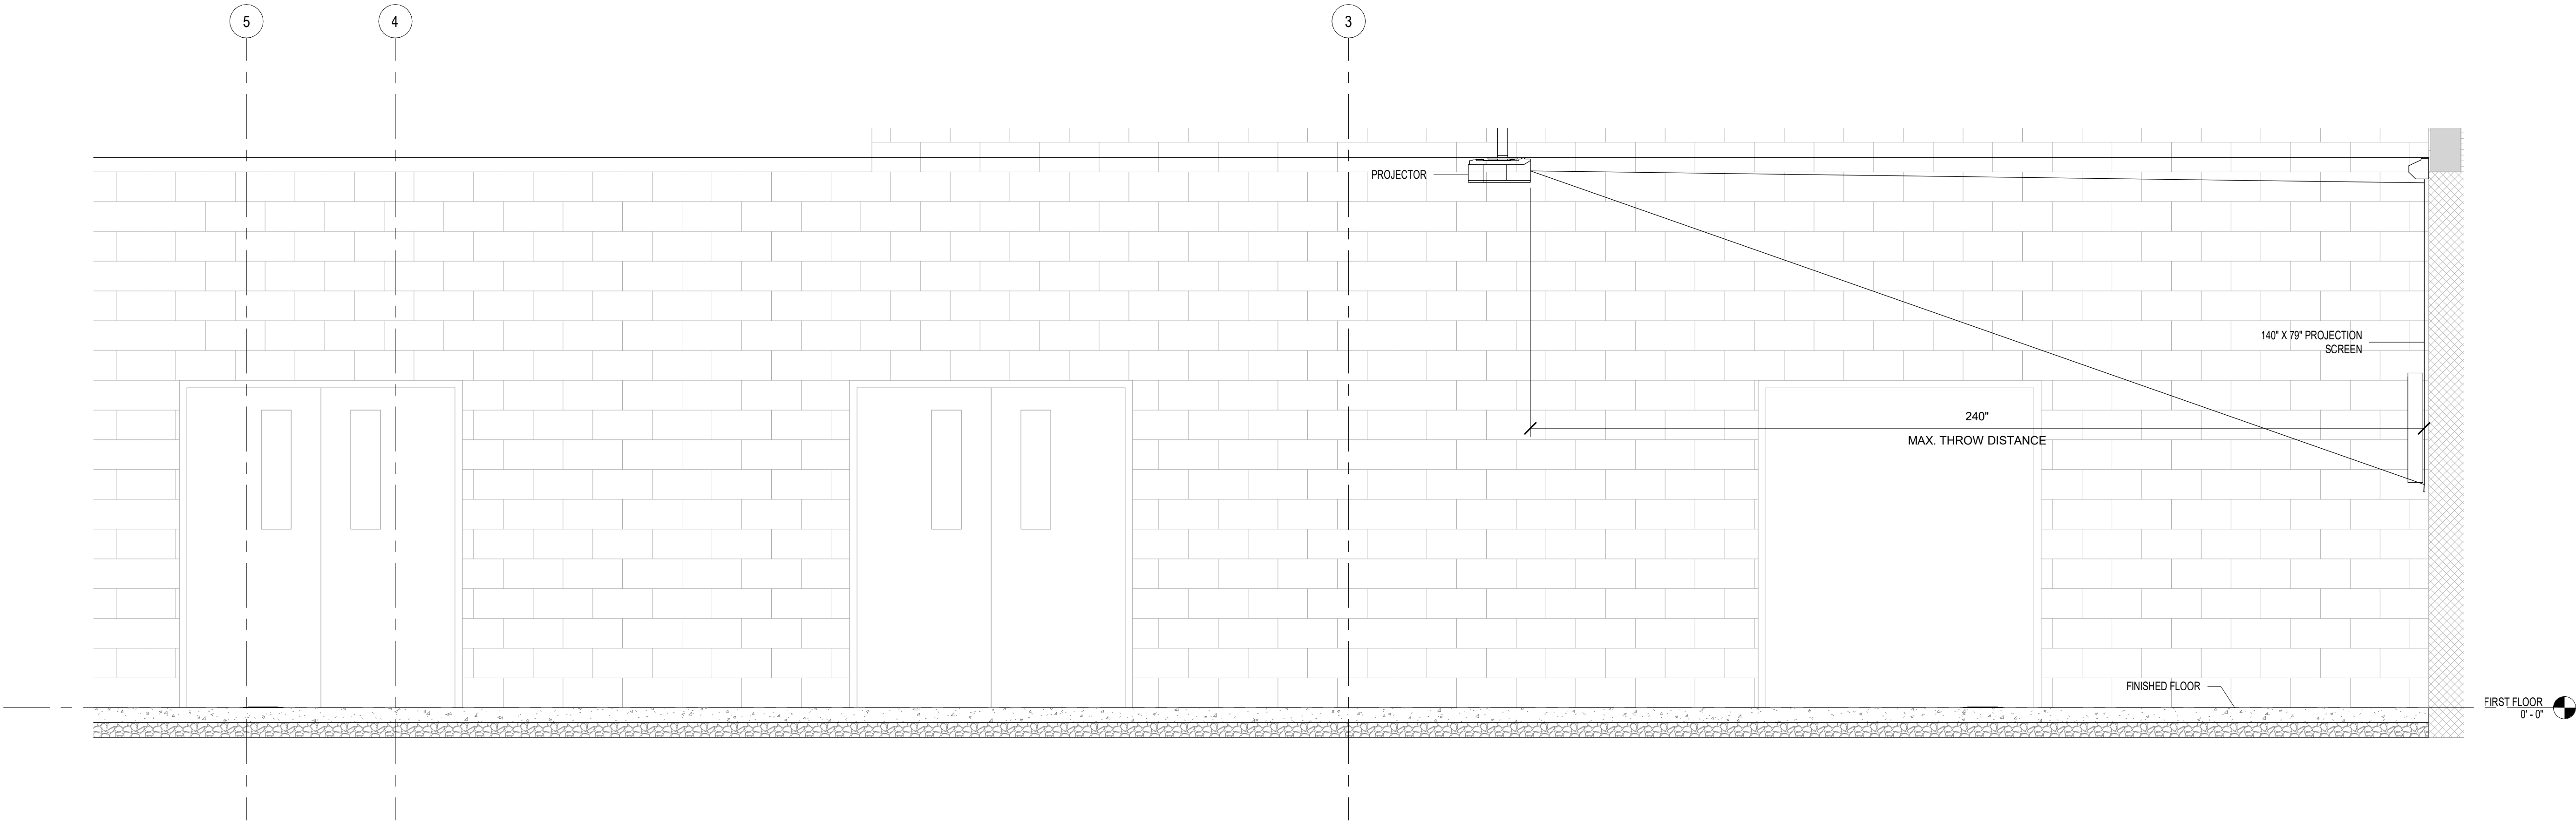 5
4
3
PROJECTOR
140" X 79" PROJECTION
SCREEN
240"
MAX. THROW DISTANCE
FINISHED FLOOR
FIRST FLOOR
0' - 0"